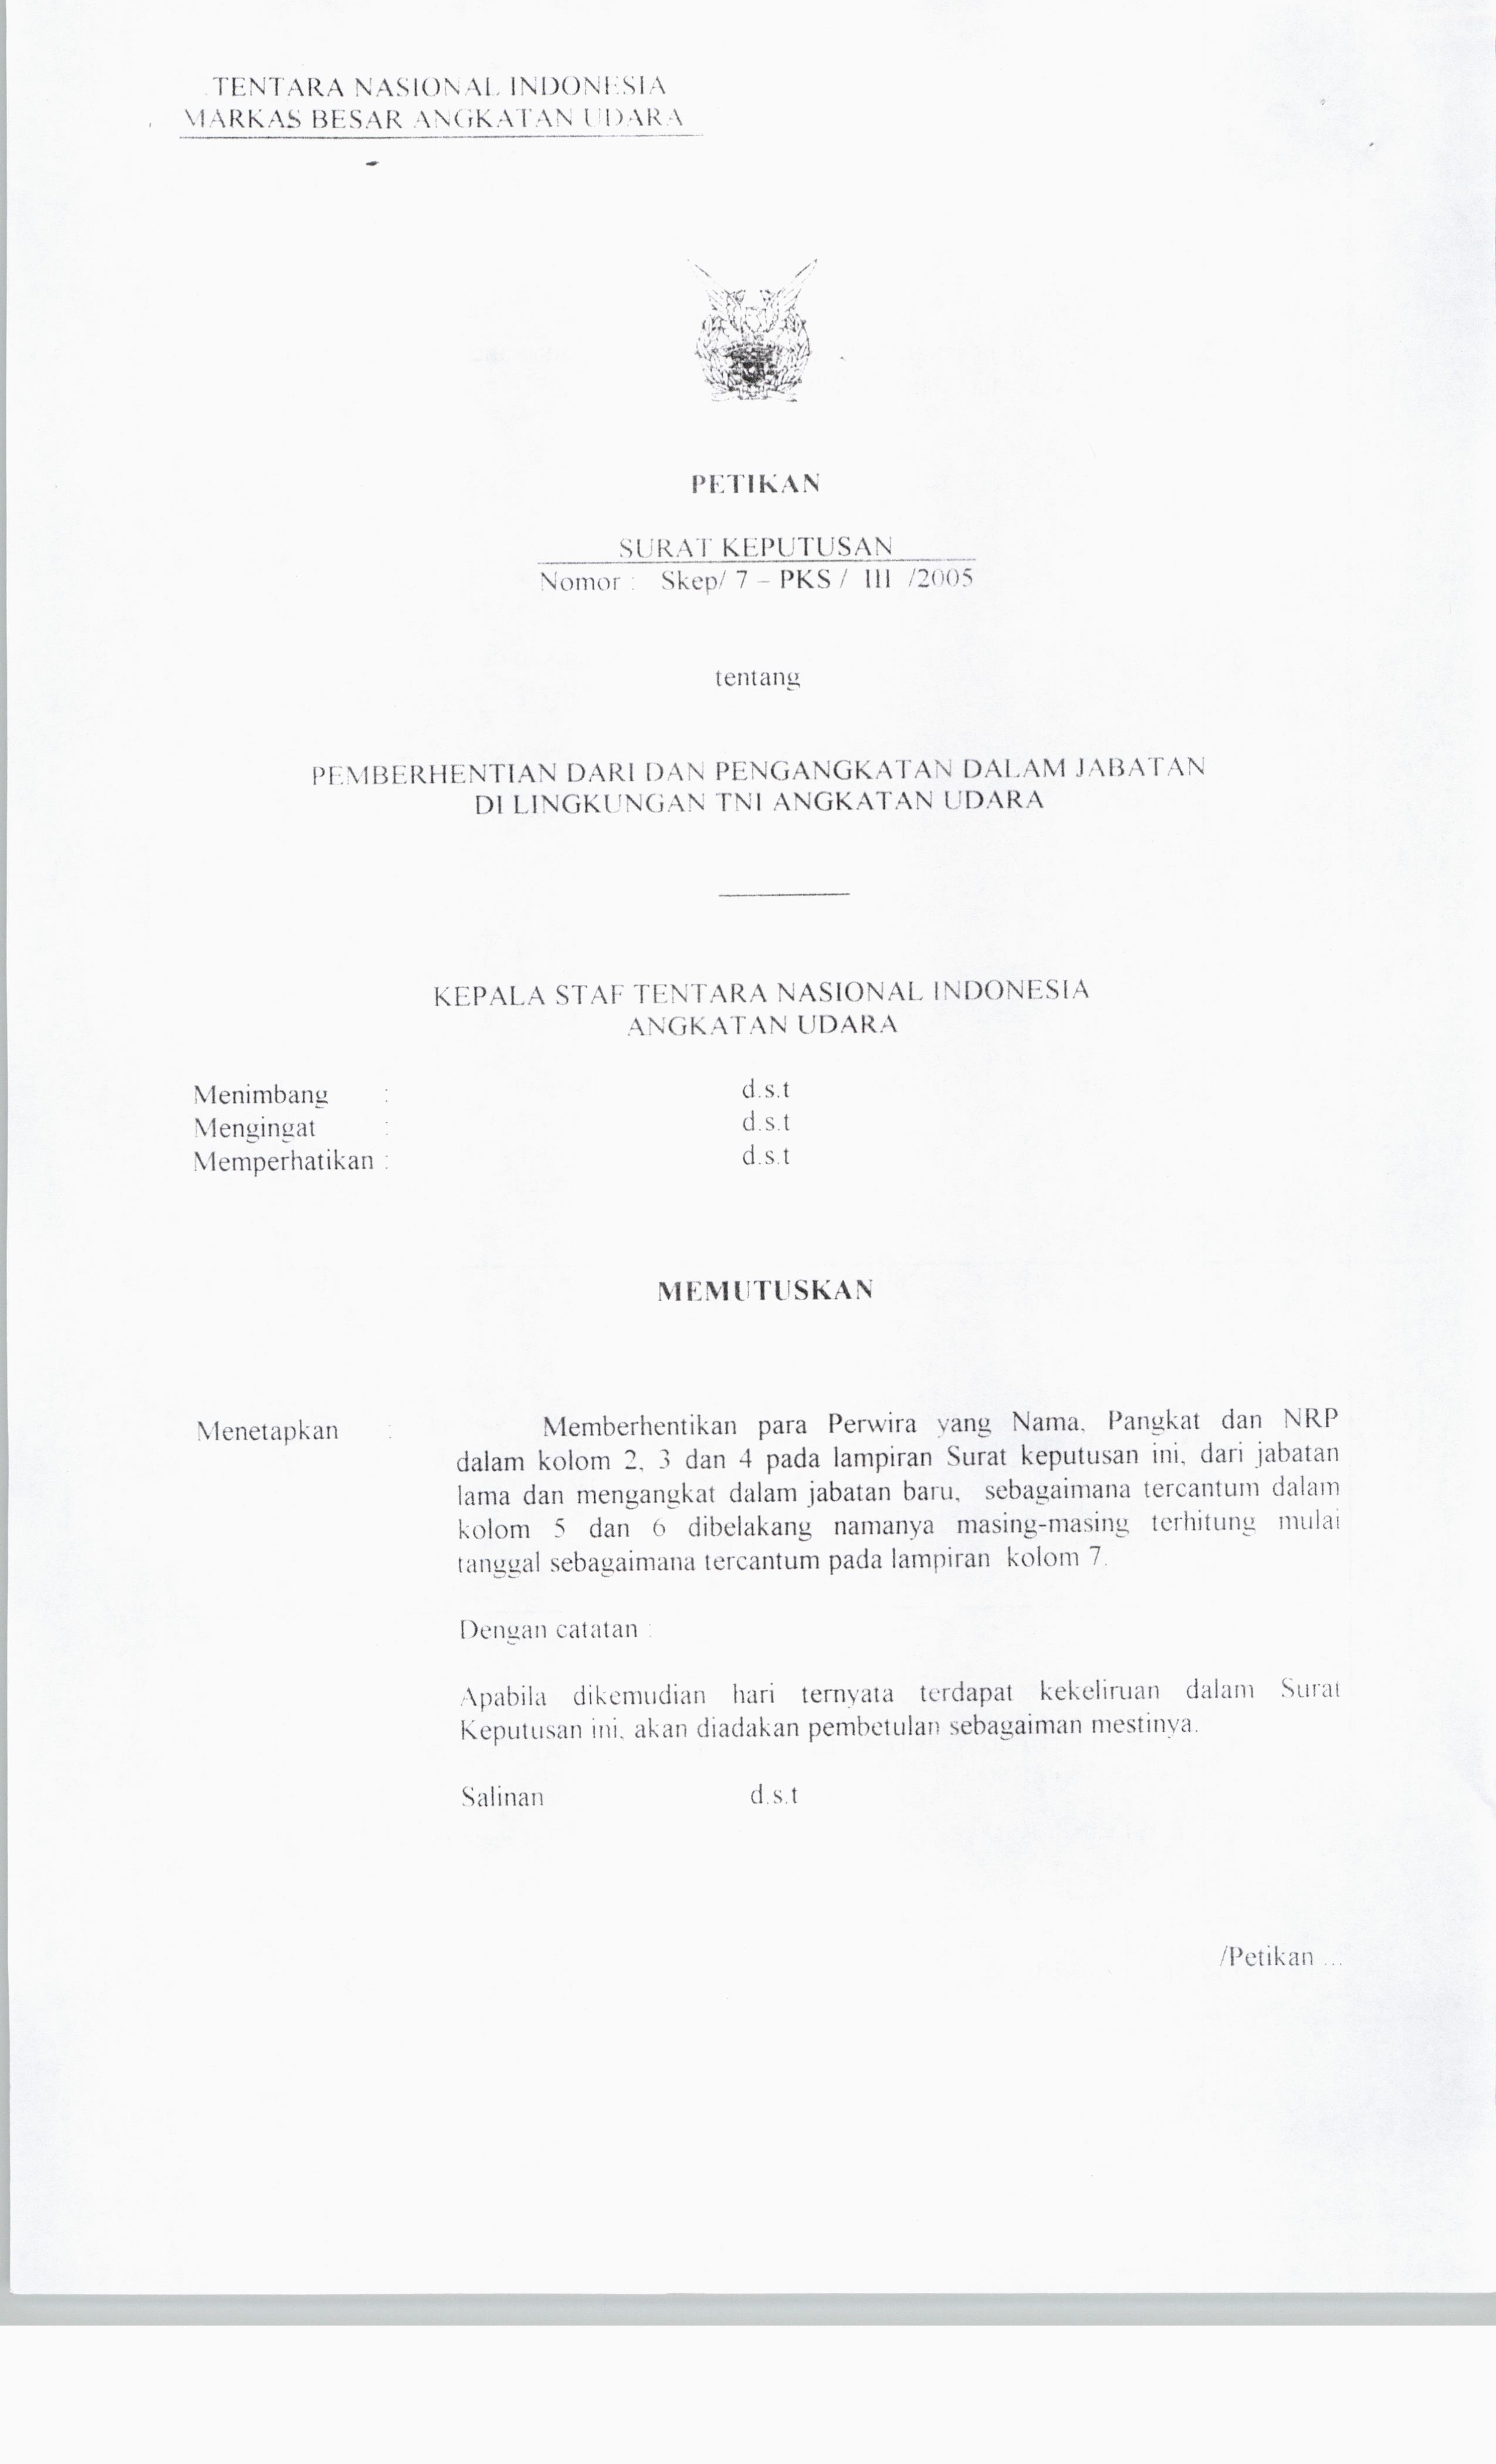 TENTARA NASIONAL INDONESIA
MARKAS BESAR ANGKATAN UDARA
PETIKAN
SURAT KEPUTUSAN
Nomor : Skep/ 7 – PKS / III /2005
tentang
PEMBERHENTIAN DARI DAN PENGANGKATAN DALAM JABATAN
DI LINGKUNGAN TNI ANGKATAN UDARA
KEPALA STAF TENTARA NASIONAL INDONESIA
ANGKATAN UDARA
Menimbang : d.s.t
Mengingat : d.s.t
Memperhatikan : d.s.t
MEMUTUSKAN
Menetapkan : Memberhentikan para Perwira yang Nama, Pangkat dan NRP
dalam kolom 2, 3 dan 4 pada lampiran Surat keputusan ini, dari jabatan
lama dan mengangkat dalam jabatan baru, sebagaimana tercantum dalam
kolom 5 dan 6 dibelakang namanya masing-masing terhitung mulai
tanggal sebagaimana tercantum pada lampiran kolom 7.
Dengan catatan :
Apabila dikemudian hari ternyata terdapat kekeliruan dalam Surat
Keputusan ini, akan diadakan pembetulan sebagaiman mestinya.
Salinan d.s.t
/Petikan ...